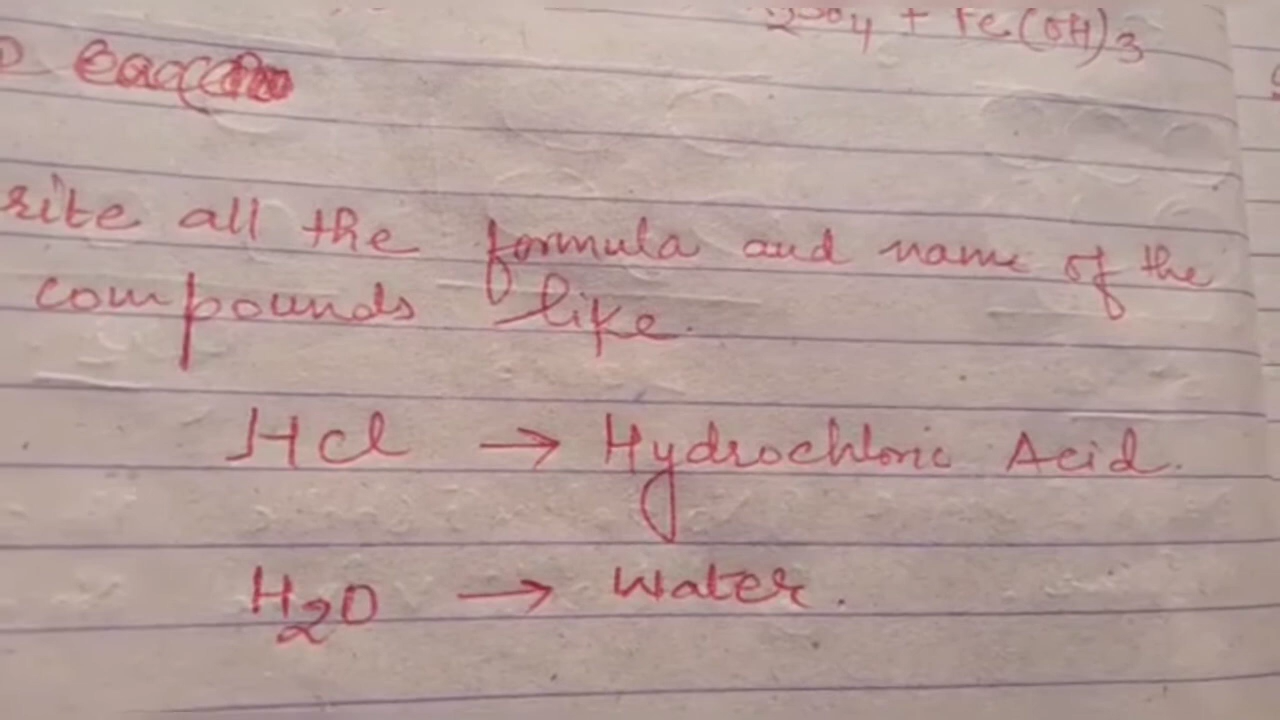 SO4 + Fe(OH)3
rite all the formula and name of the
compounds like.
HCl → Hydrochloric Acid.
H2O → Water.